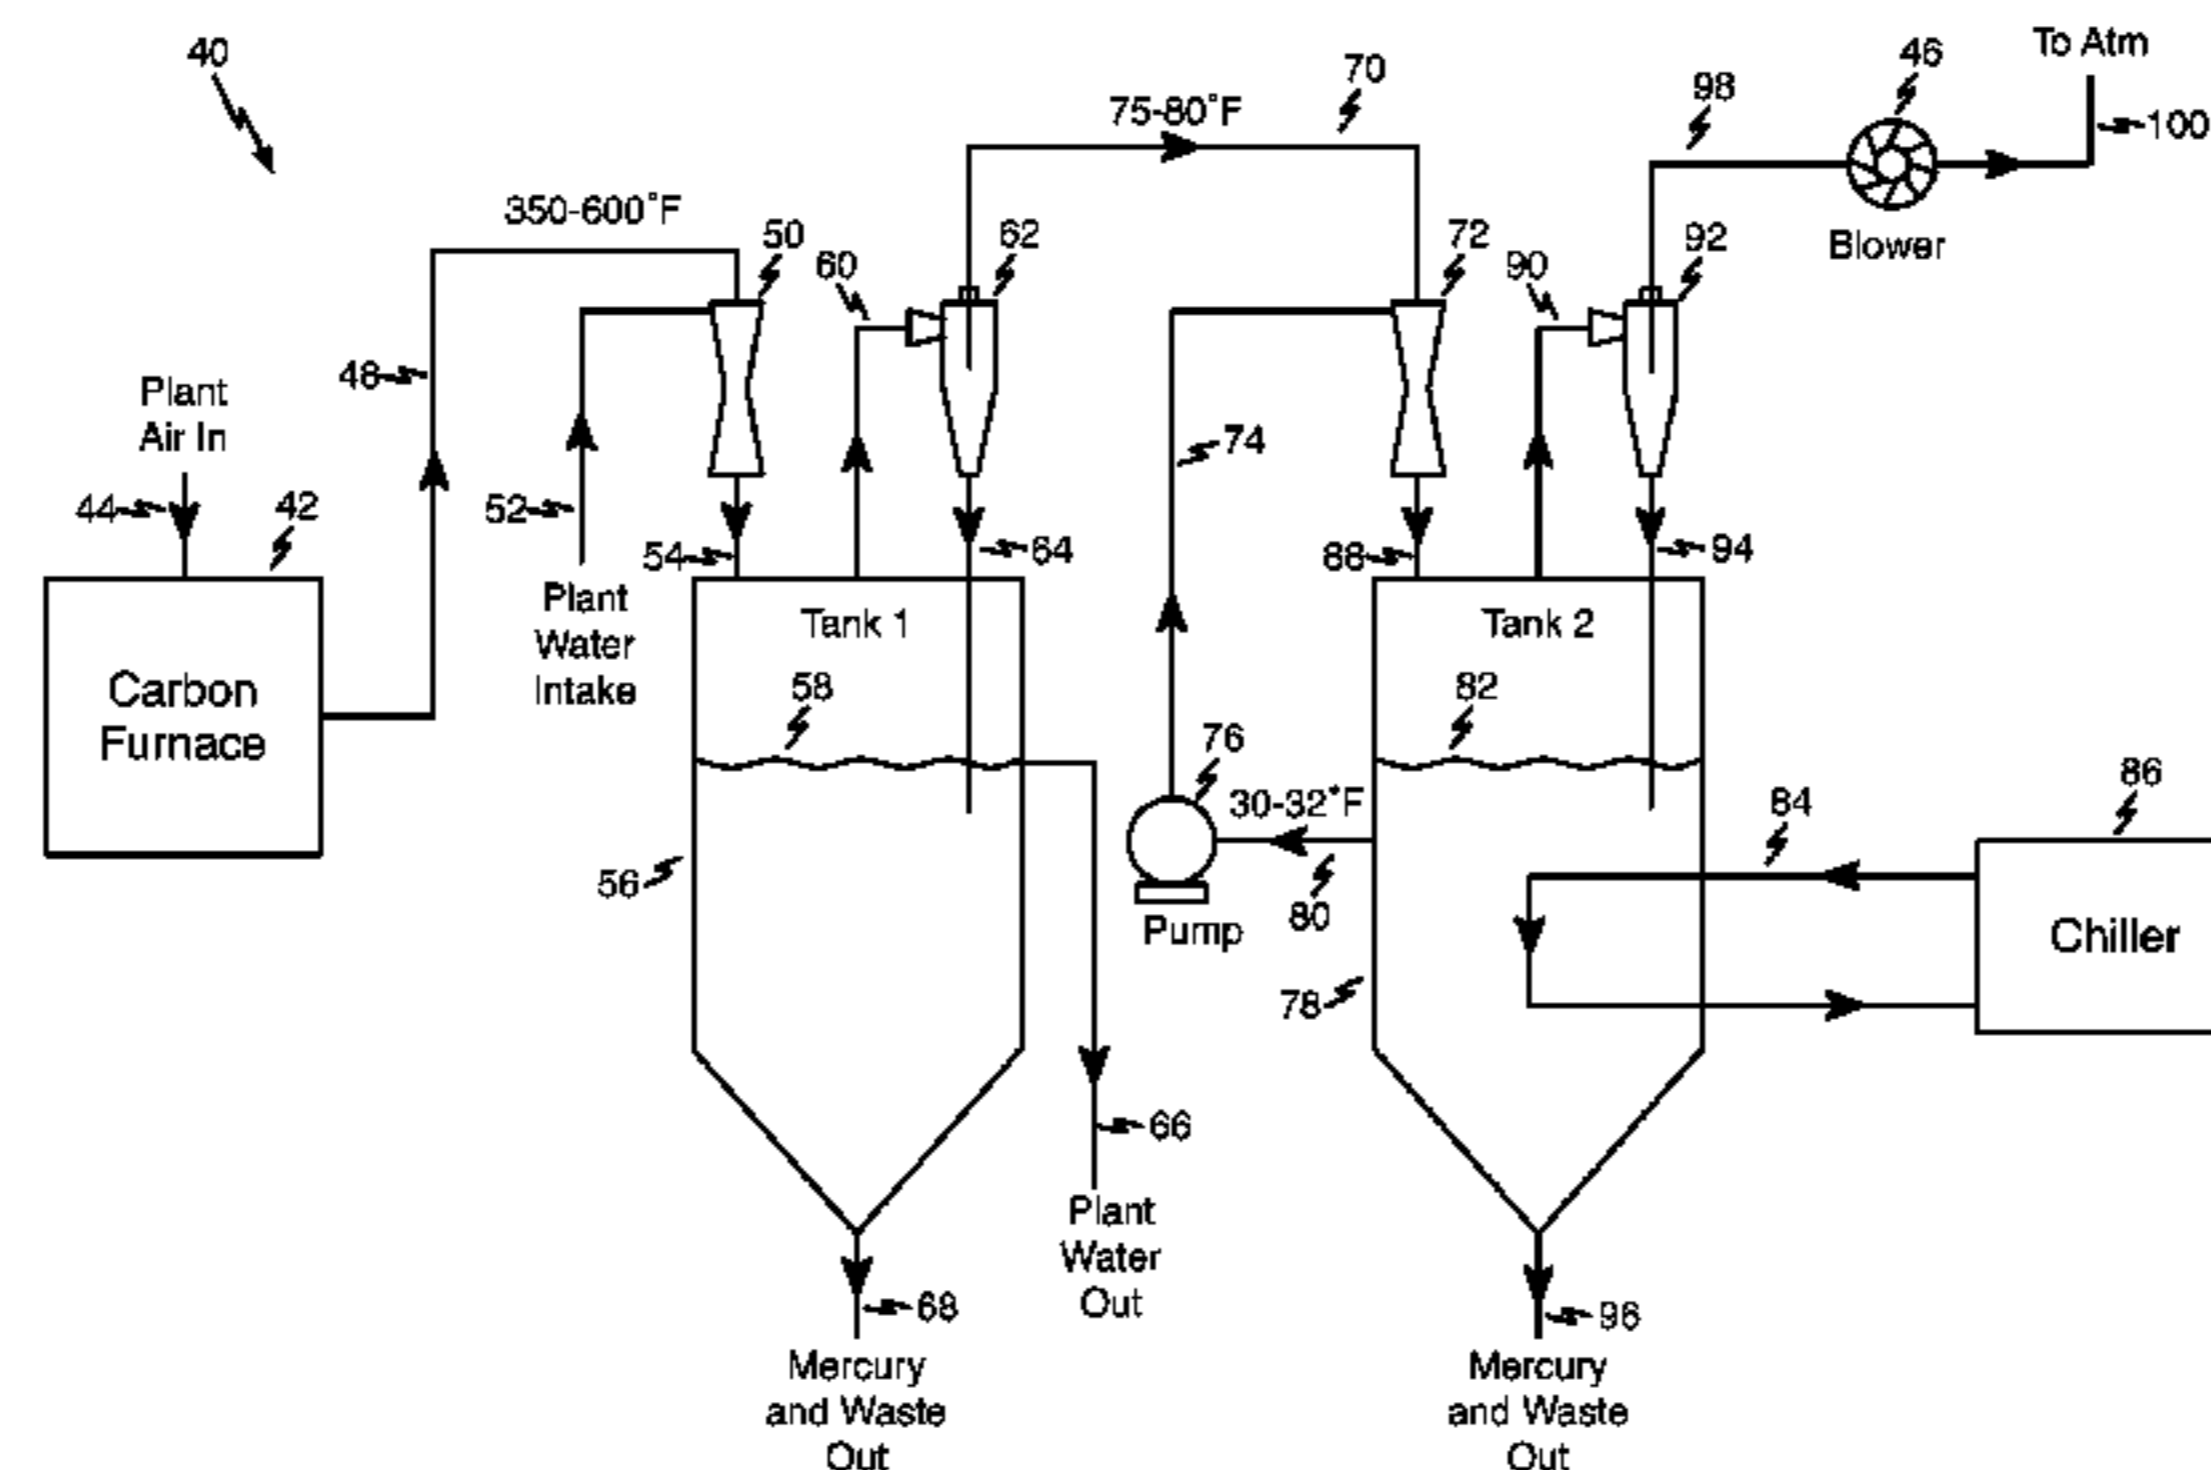 40
To Atm
46
98
70
75-80°F
100
350-600°F
50
62
72
92
Blower
60
90
48
Plant
Air In
74
44
42
52
54
64
88
94
Plant
Water
Intake
Tank 1
Tank 2
Carbon
Furnace
58
82
76
30-32°F
84
86
56
80
Pump
Chiller
78
66
Plant
Water
Out
68
96
Mercury
and Waste
Out
Mercury
and Waste
Out